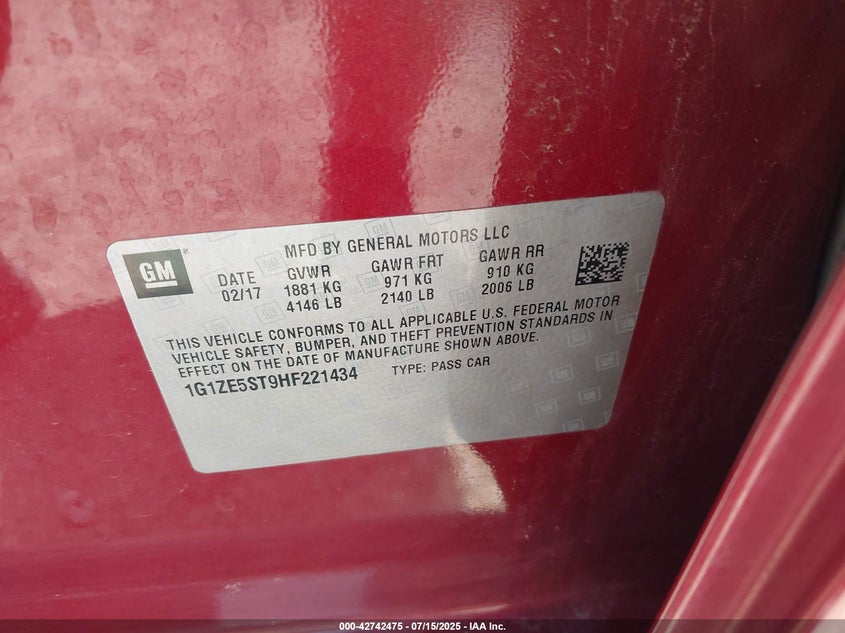 GM
MFD BY GENERAL MOTORS LLC
DATE GVWR GAWR FRT GAWR RR
02/17 1881 KG 971 KG 910 KG
4146 LB 2140 LB 2006 LB
THIS VEHICLE CONFORMS TO ALL APPLICABLE U.S. FEDERAL MOTOR
VEHICLE SAFETY, BUMPER, AND THEFT PREVENTION STANDARDS IN
EFFECT ON THE DATE OF MANUFACTURE SHOWN ABOVE.
1G1ZE5ST9HF221434 TYPE: PASS CAR
000-42742475 - 07/15/2025 - IAA Inc.